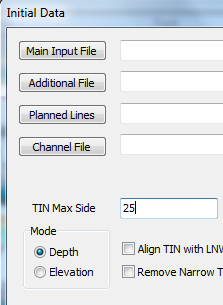 Initial Data
Main Input File
Additional File
Planned Lines
Channel File
TIN Max Side 25
Mode
Depth
Align TIN with LNW
Elevation
Remove Narrow T